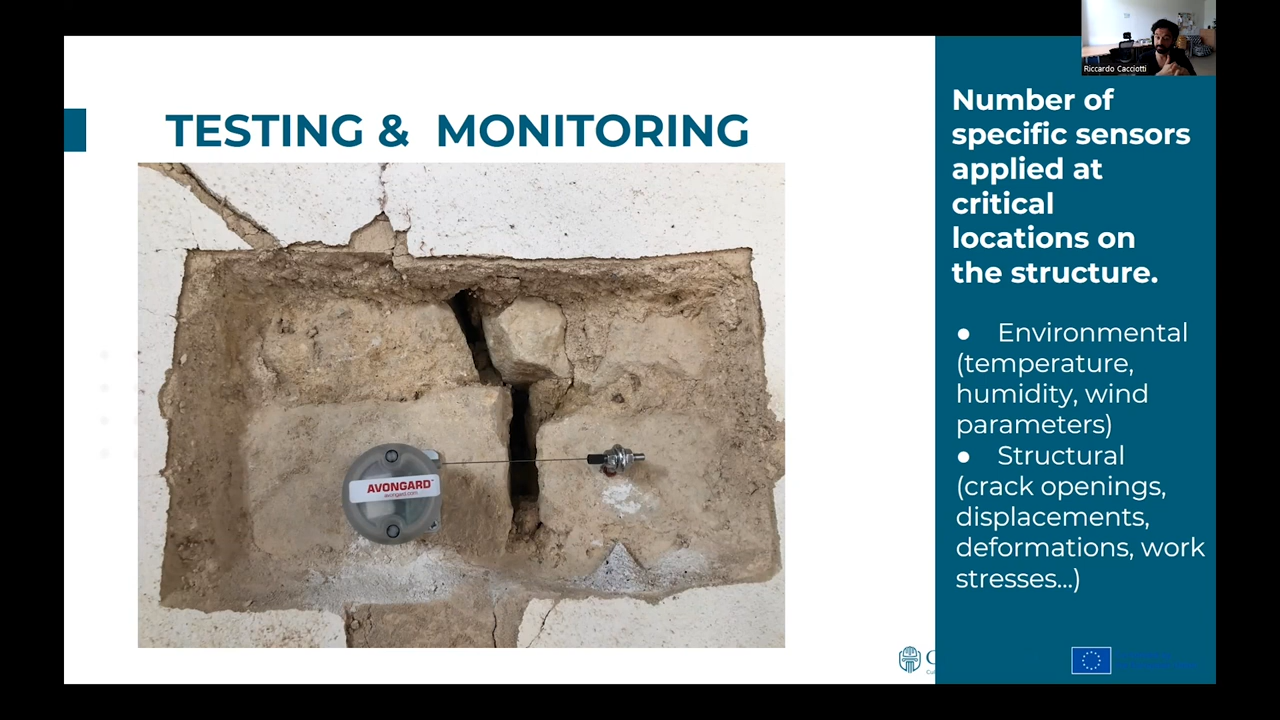 Riccardo Cacciotti
TESTING & MONITORING
AVONGARD
avongard.com
Number of
specific sensors
applied at
critical
locations on
the structure.
● Environmental
(temperature,
humidity, wind
parameters)
● Structural
(crack openings,
displacements,
deformations, work
stresses...)